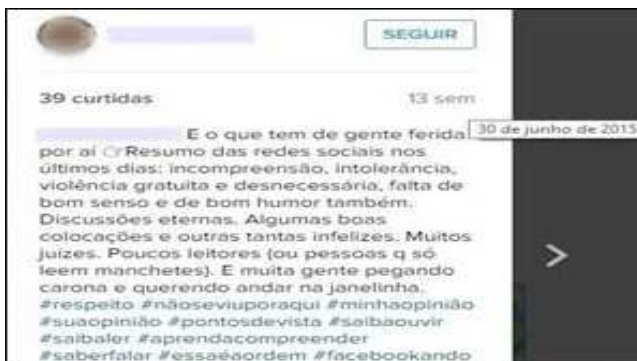 SEGUIR
39 curtidas 13 sem
E o que tem de gente ferida
30 de junho de 2015
por aí 👉Resumo das redes sociais nos
últimos dias: incompreensão, intolerância,
violência gratuita e desnecessária, falta de
bom senso e de bom humor também.
Discussões eternas. Algumas boas
colocações e outras tantas infelizes. Muitos
juízes. Poucos leitores (ou pessoas q só
leem manchetes). E muita gente pegando
carona e querendo andar na janelinha.
#respeito #nãoseviuporaqui #minhaopinião
#suaopinião #pontosdevista #saibaouvir
#saibaler #aprendacompreender
#saberfalar #essaéaordem #facebookando